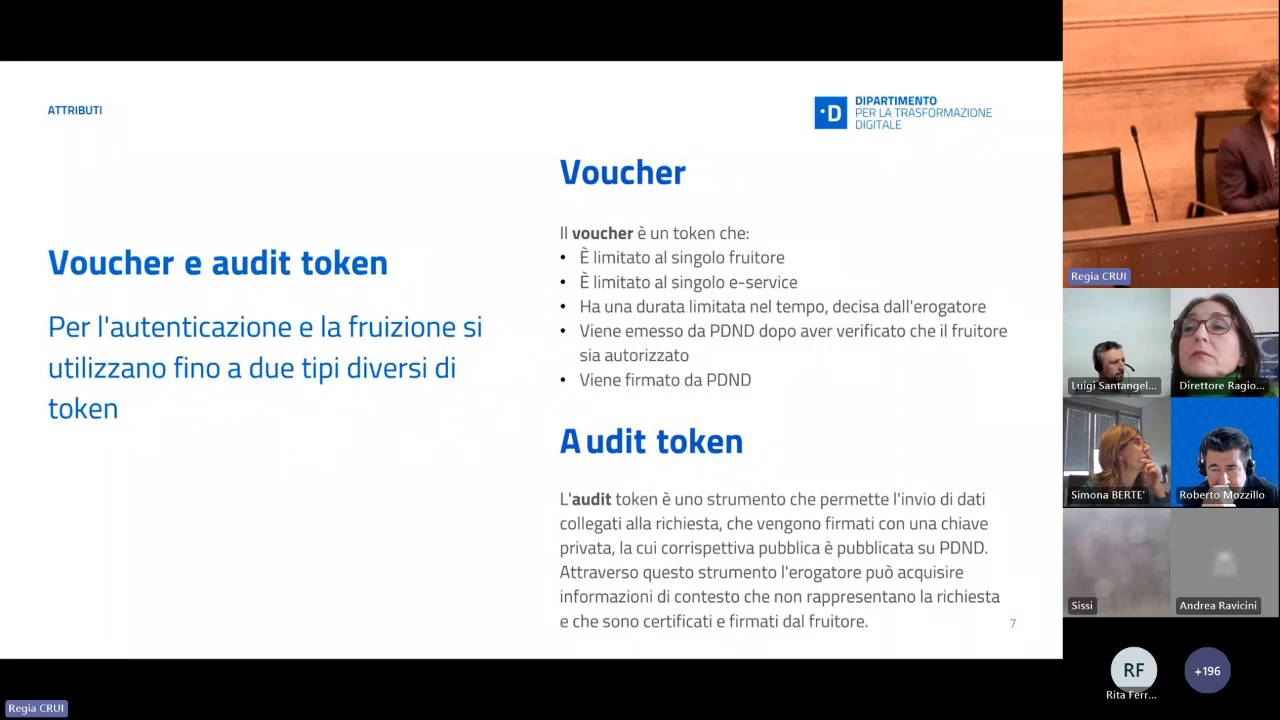 ATTRIBUTI
·D
DIPARTIMENTO
PER LA TRASFORMAZIONE
DIGITALE
Voucher e audit token
Per l'autenticazione e la fruizione si
utilizzano fino a due tipi diversi di
token
Voucher
Il voucher è un token che:
• È limitato al singolo fruitore
• È limitato al singolo e-service
• Ha una durata limitata nel tempo, decisa dall'erogatore
• Viene emesso da PDND dopo aver verificato che il fruitore
sia autorizzato
• Viene firmato da PDND
Audit token
L'audit token è uno strumento che permette l'invio di dati
collegati alla richiesta, che vengono firmati con una chiave
privata, la cui corrispettiva pubblica è pubblicata su PDND.
Attraverso questo strumento l'erogatore può acquisire
informazioni di contesto che non rappresentano la richiesta
e che sono certificati e firmati dal fruitore.
7
Regia CRUI
Luigi Santangel...
Direttore Ragio...
Simona BERTE'
Roberto Mozzillo
Sissi
Andrea Ravicini
RF
+196
Rita Ferr...
Regia CRUI